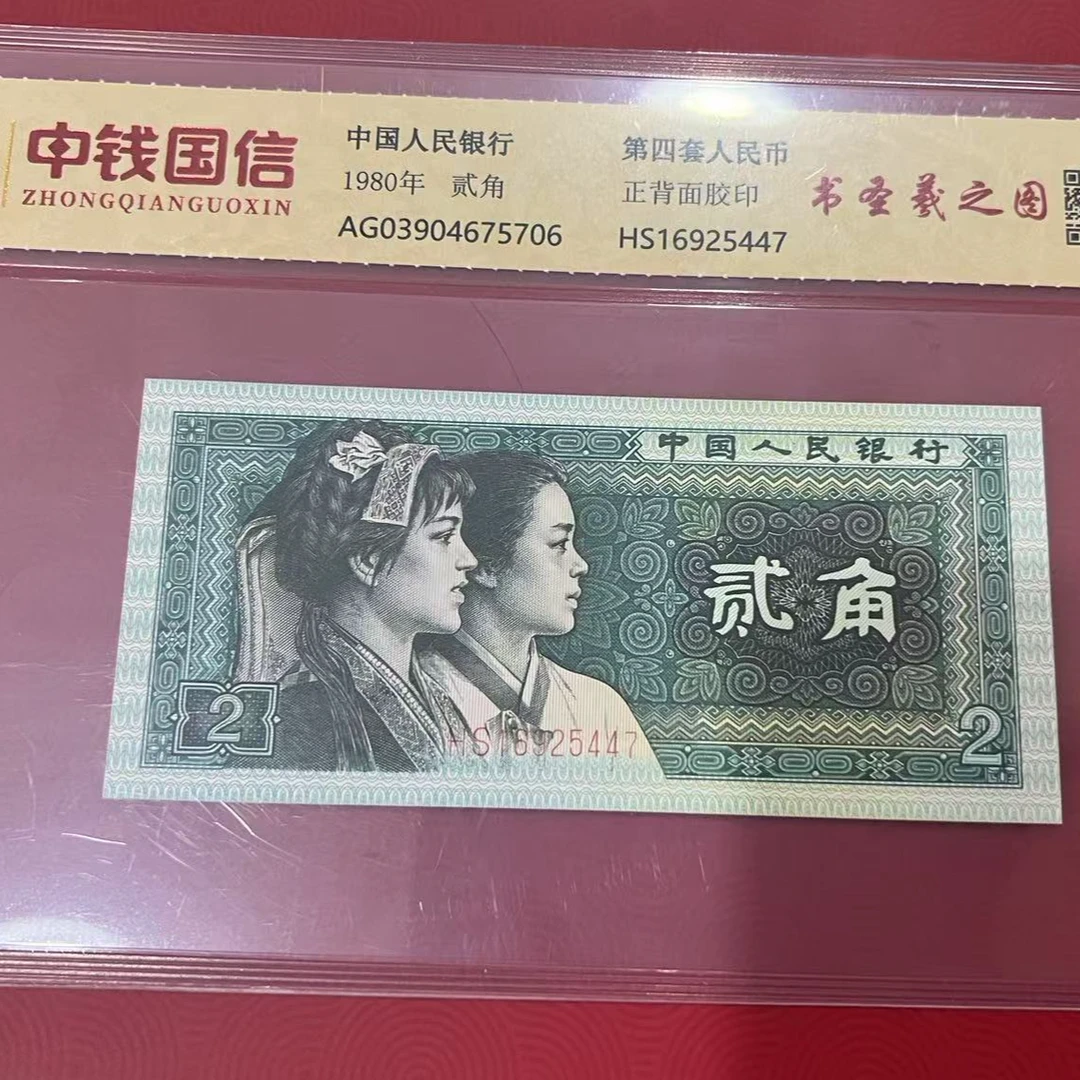 中钱国信
ZHONGQIANGUOXIN
中国人民银行
1980年 贰角
AG03904675706
第四套人民币
正背面胶印
HS16925447
书圣羲之图
中国人民银行
贰角
2
HS16925447
2